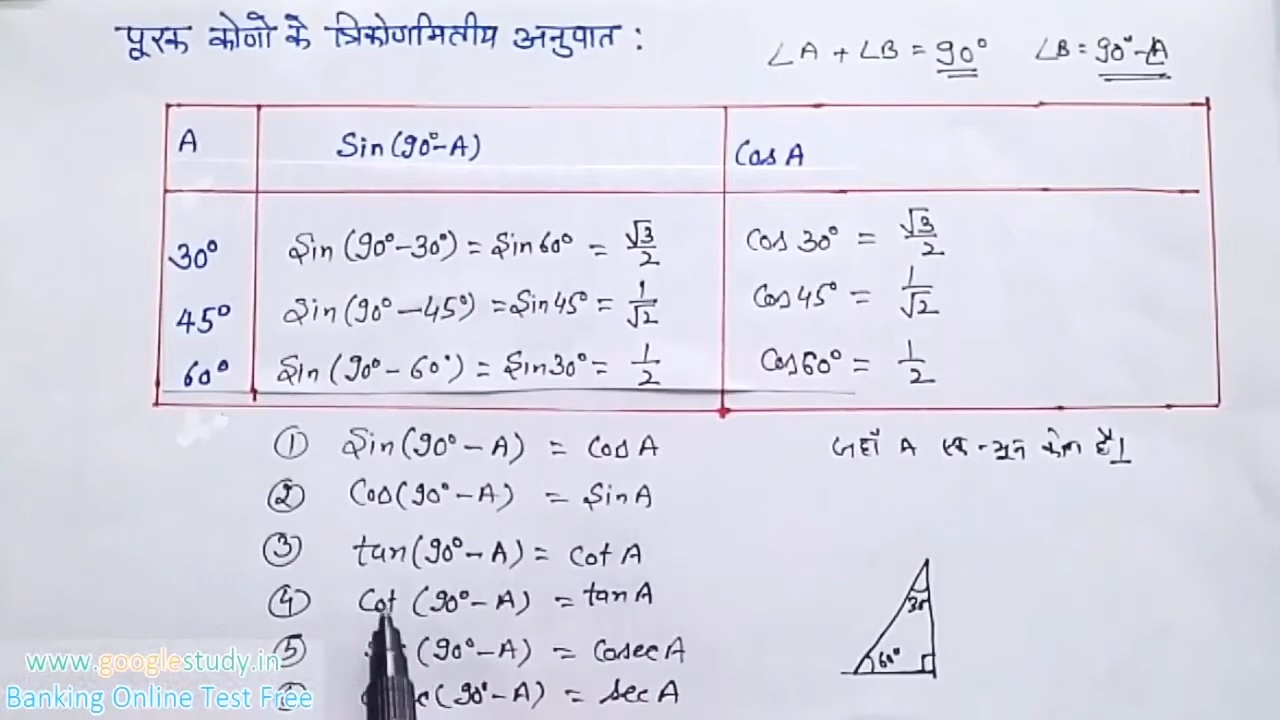 पूरक कोणों के त्रिकोणमितीय अनुपात :
∠A + ∠B = 90° ∠B = 90° - A
A Sin(90° - A) Cos A
30° Sin(90° - 30°) = Sin 60° = √3/2 Cos 30° = √3/2
45° Sin(90° - 45°) = Sin 45° = 1/√2 Cos 45° = 1/√2
60° Sin(90° - 60°) = Sin 30° = 1/2 Cos 60° = 1/2
① Sin(90° - A) = Cos A जहाँ A एक न्यून कोण है।
② Cos(90° - A) = Sin A
③ tan(90° - A) = Cot A
④ Cot (90° - A) = tan A
30
⑤ (90° - A) = Cosec A
60°
(90° - A) = Sec A
www.googlestudy.in
Banking Online Test Free